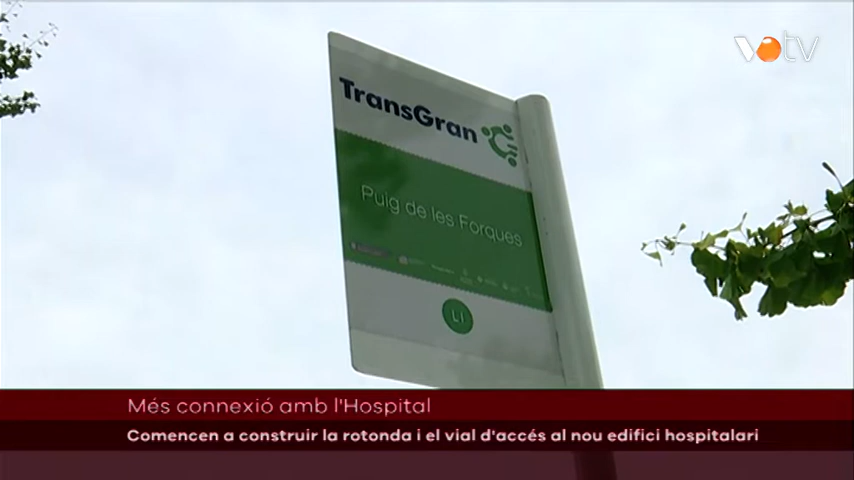 votv
TransGran
Puig de les Forques
L1
Més connexió amb l'Hospital
Comencen a construir la rotonda i el vial d'accés al nou edifici hospitalari